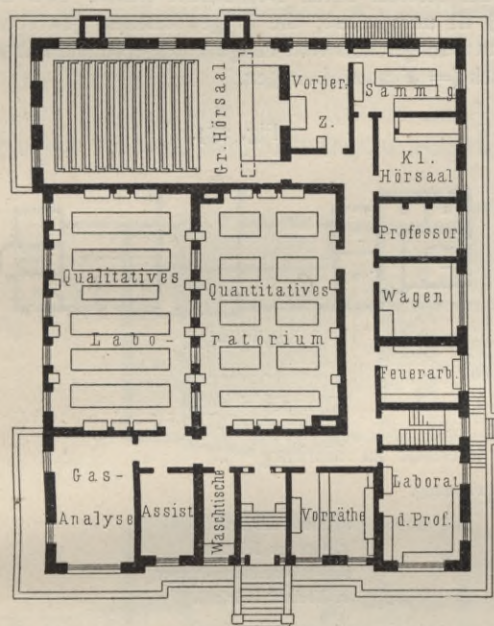 Gr. Hörsaal
Vorber.
Z.
Sammlg.
Kl.
Hörsaal
Professor
Qualitatives
Quantitatives
Wagen
Labo-
ratorium
Feuerarb.
Gas-
Analyse
Assist.
Waschtische
Vorräthe
Laborat.
d. Prof.